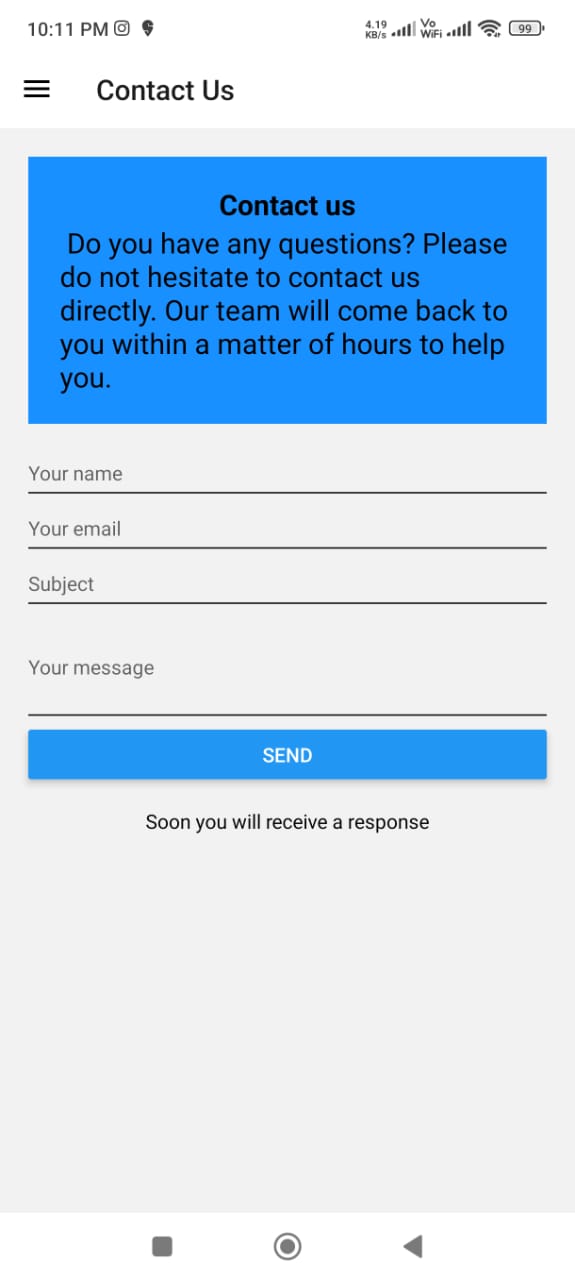 10:11 PM
4.19 KB/s
Vo WiFi
99
Contact Us
Contact us
Do you have any questions? Please
do not hesitate to contact us
directly. Our team will come back to
you within a matter of hours to help
you.
Your name
Your email
Subject
Your message
SEND
Soon you will receive a response